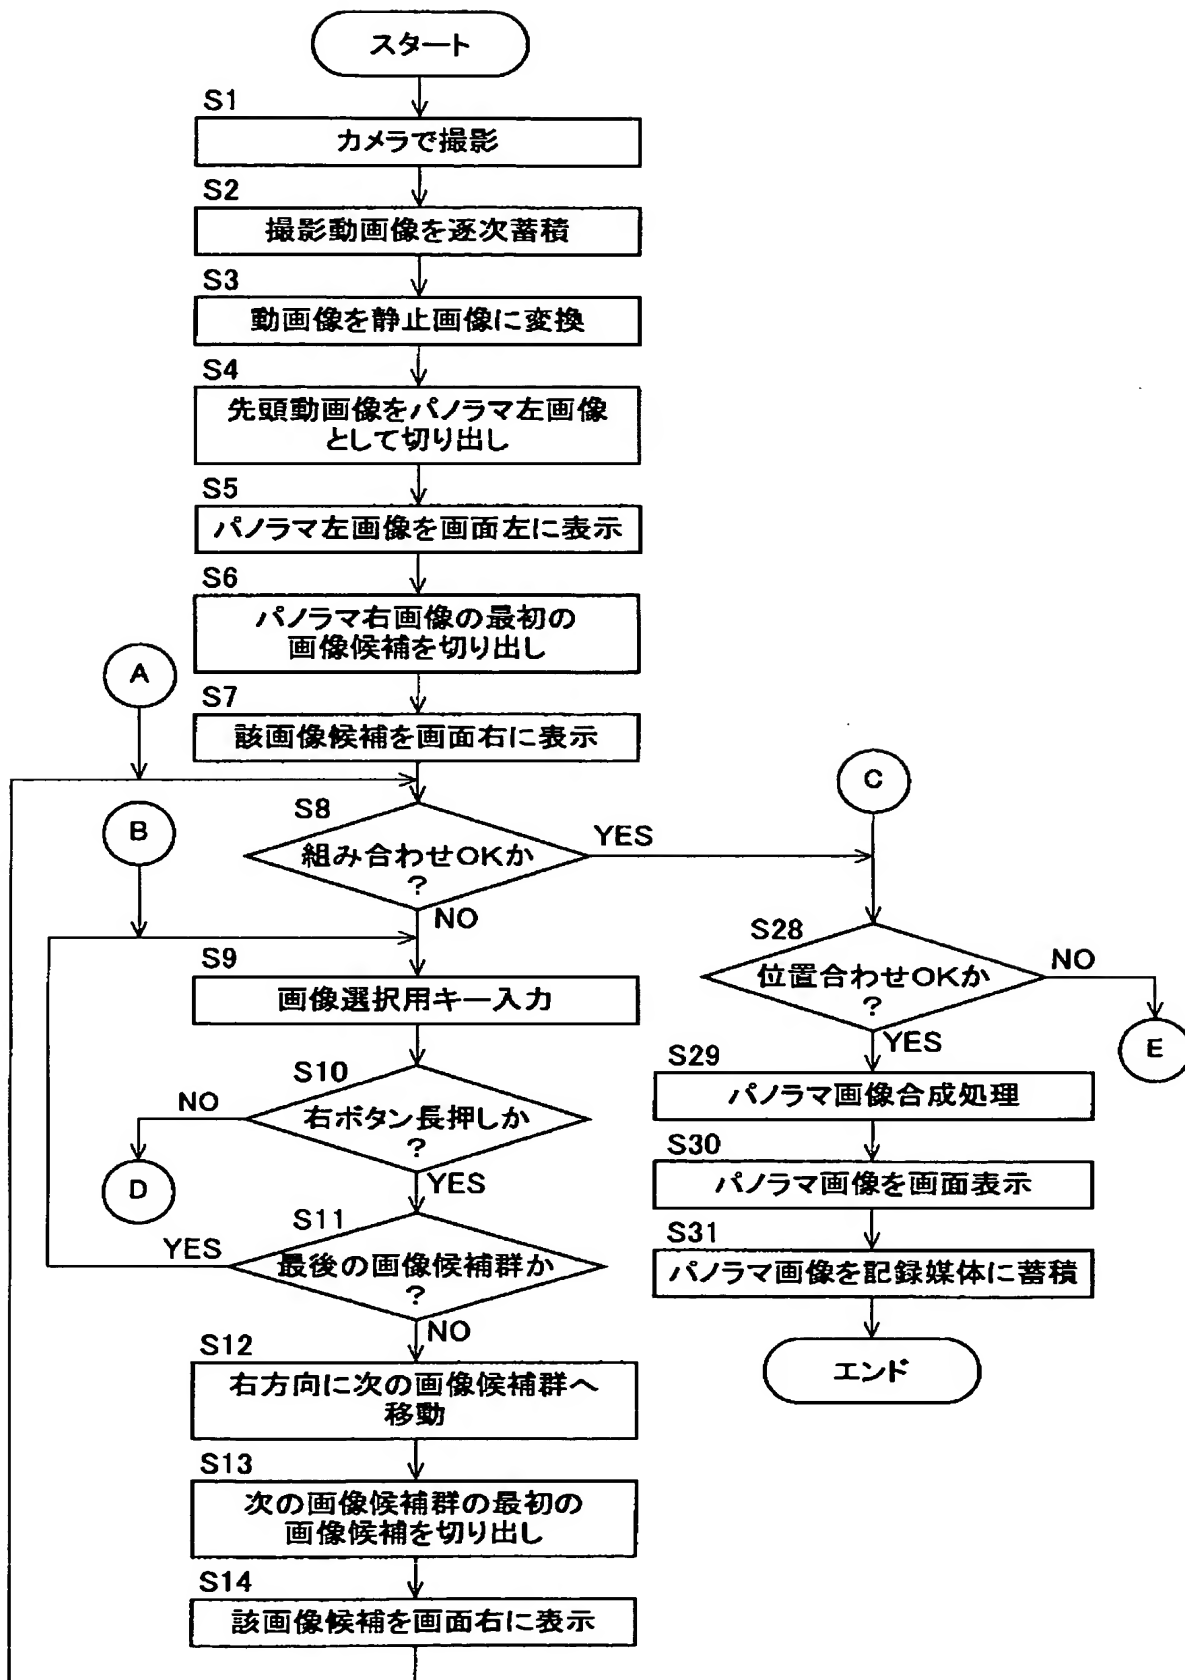 スタート
S1
カメラで撮影
S2
撮影動画像を逐次蓄積
S3
動画像を静止画像に変換
S4
先頭動画像をパノラマ左画像
として切り出し
S5
パノラマ左画像を画面左に表示
S6
パノラマ右画像の最初の
画像候補を切り出し
A
S7
該画像候補を画面右に表示
B
S8
組み合わせOKか
?
YES
NO
S9
画像選択用キー入力
S10
右ボタン長押しか
?
NO
D
YES
S11
最後の画像候補群か
?
YES
NO
S12
右方向に次の画像候補群へ
移動
S13
次の画像候補群の最初の
画像候補を切り出し
S14
該画像候補を画面右に表示
C
S28
位置合わせOKか
?
NO
E
YES
S29
パノラマ画像合成処理
S30
パノラマ画像を画面表示
S31
パノラマ画像を記録媒体に蓄積
エンド